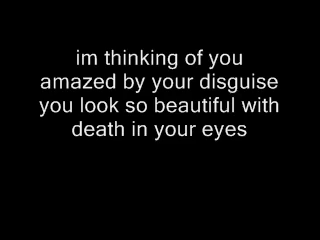 im thinking of you
amazed by your disguise
you look so beautiful with
death in your eyes